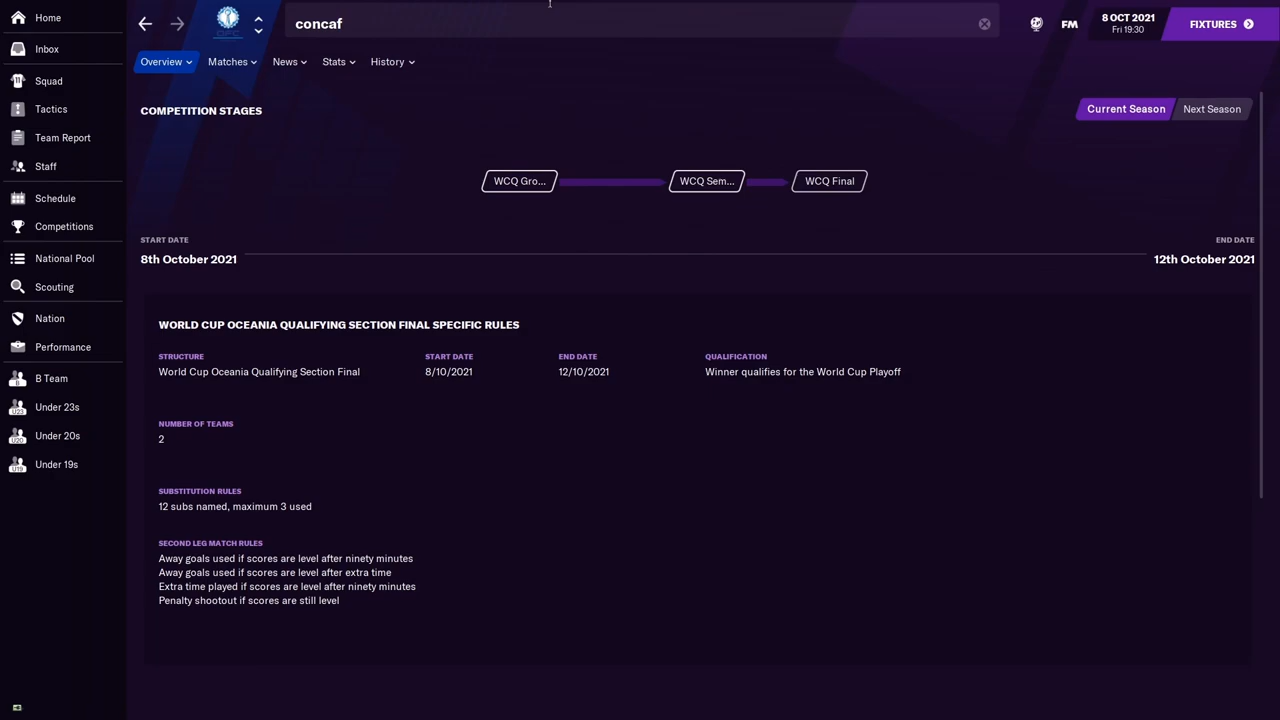 Home
Inbox
Squad
Tactics
Team Report
Staff
Schedule
Competitions
National Pool
Scouting
Nation
Performance
B Team
Under 23s
Under 20s
Under 19s
OFC
concaf
FM
8 OCT 2021
Fri 19:30
FIXTURES
Overview
Matches
News
Stats
History
COMPETITION STAGES
Current Season
Next Season
WCQ Gro...
WCQ Sem...
WCQ Final
START DATE
8th October 2021
END DATE
12th October 2021
WORLD CUP OCEANIA QUALIFYING SECTION FINAL SPECIFIC RULES
STRUCTURE
World Cup Oceania Qualifying Section Final
START DATE
8/10/2021
END DATE
12/10/2021
QUALIFICATION
Winner qualifies for the World Cup Playoff
NUMBER OF TEAMS
2
SUBSTITUTION RULES
12 subs named, maximum 3 used
SECOND LEG MATCH RULES
Away goals used if scores are level after ninety minutes
Away goals used if scores are level after extra time
Extra time played if scores are level after ninety minutes
Penalty shootout if scores are still level